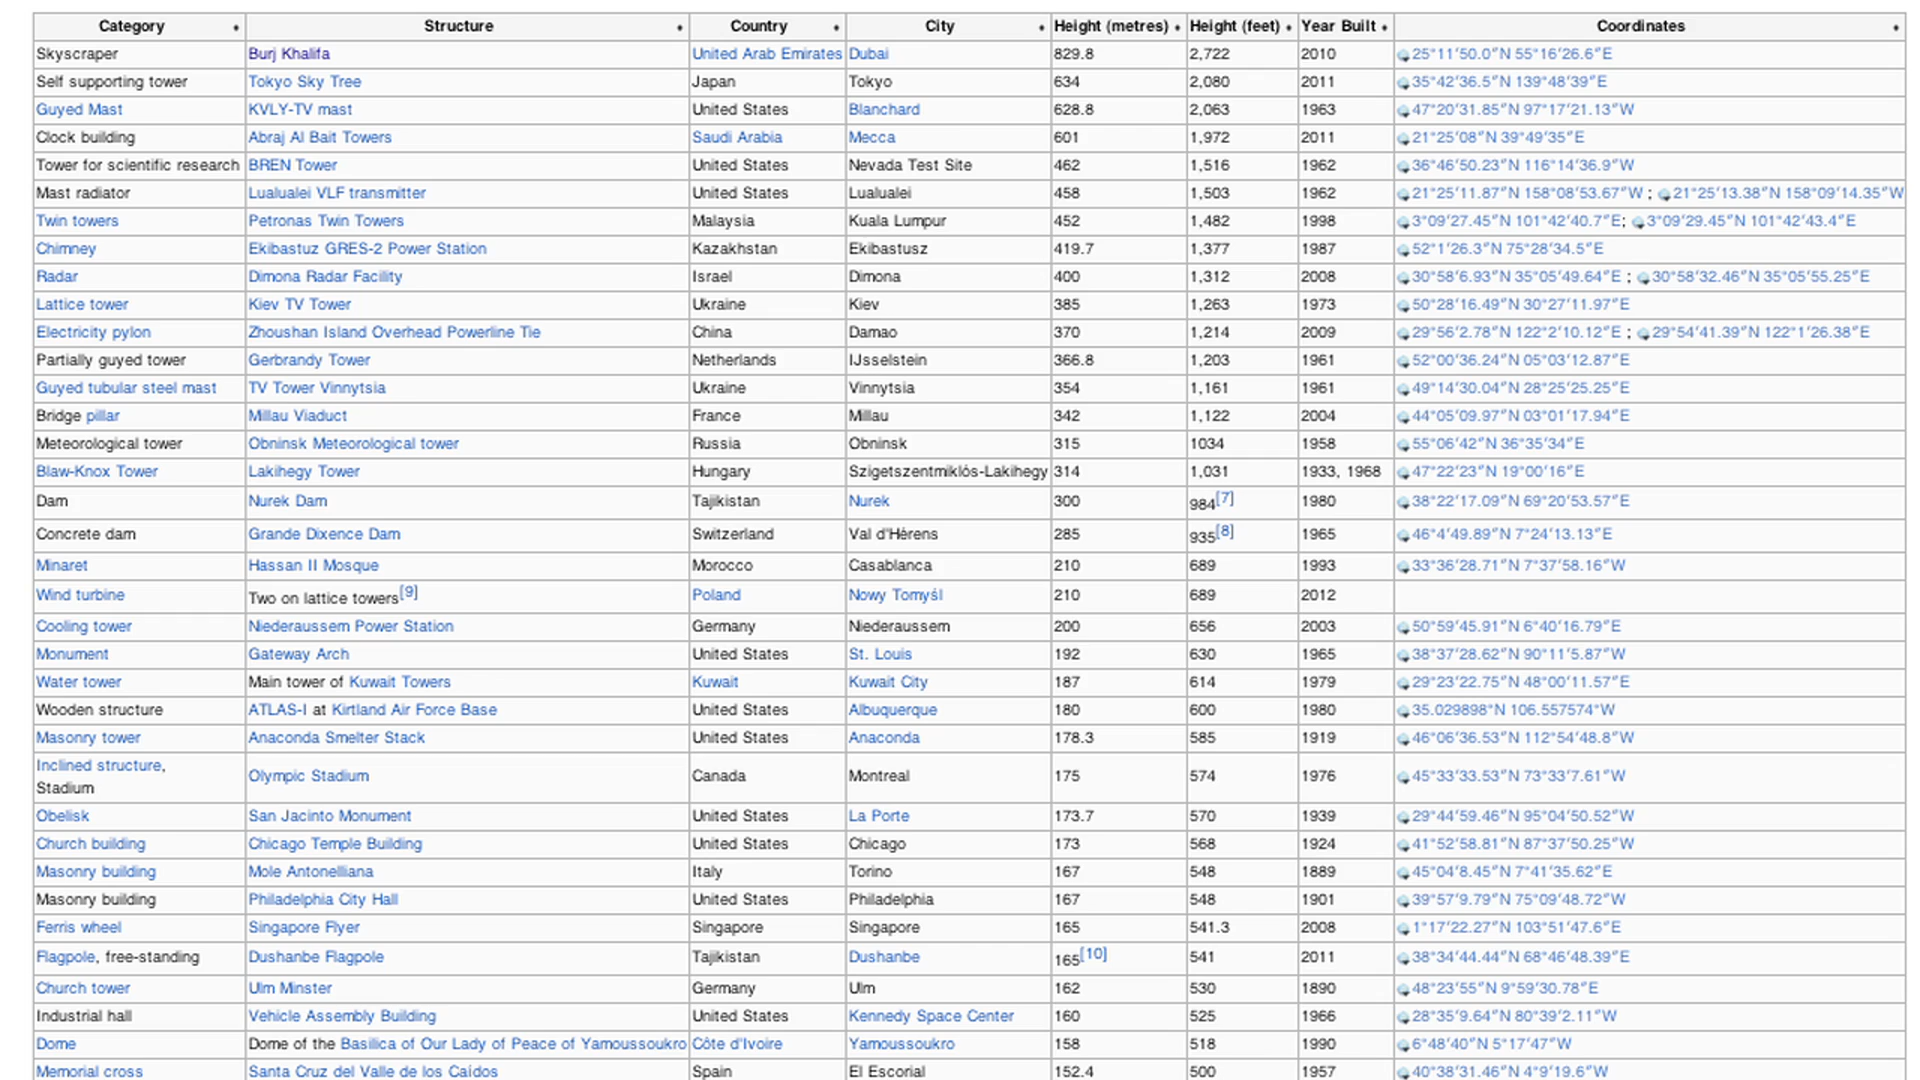 Category Structure Country City Height (metres) Height (feet) Year Built Coordinates
Skyscraper Burj Khalifa United Arab Emirates Dubai 829.8 2,722 2010 25°11′50.0″N 55°16′26.6″E
Self supporting tower Tokyo Sky Tree Japan Tokyo 634 2,080 2011 35°42′36.5″N 139°48′39″E
Guyed Mast KVLY-TV mast United States Blanchard 628.8 2,063 1963 47°20′31.85″N 97°17′21.13″W
Clock building Abraj Al Bait Towers Saudi Arabia Mecca 601 1,972 2011 21°25′08″N 39°49′35″E
Tower for scientific research BREN Tower United States Nevada Test Site 462 1,516 1962 36°46′50.23″N 116°14′36.9″W
Mast radiator Lualualei VLF transmitter United States Lualualei 458 1,503 1962 21°25′11.87″N 158°08′53.67″W ; 21°25′13.38″N 158°09′14.35″W
Twin towers Petronas Twin Towers Malaysia Kuala Lumpur 452 1,482 1998 3°09′27.45″N 101°42′40.7″E; 3°09′29.45″N 101°42′43.4″E
Chimney Ekibastuz GRES-2 Power Station Kazakhstan Ekibastusz 419.7 1,377 1987 52°1′26.3″N 75°28′34.5″E
Radar Dimona Radar Facility Israel Dimona 400 1,312 2008 30°58′6.93″N 35°05′49.64″E ; 30°58′32.46″N 35°05′55.25″E
Lattice tower Kiev TV Tower Ukraine Kiev 385 1,263 1973 50°28′16.49″N 30°27′11.97″E
Electricity pylon Zhoushan Island Overhead Powerline Tie China Damao 370 1,214 2009 29°56′2.78″N 122°2′10.12″E ; 29°54′41.39″N 122°1′26.38″E
Partially guyed tower Gerbrandy Tower Netherlands IJsselstein 366.8 1,203 1961 52°00′36.24″N 05°03′12.87″E
Guyed tubular steel mast TV Tower Vinnytsia Ukraine Vinnytsia 354 1,161 1961 49°14′30.04″N 28°25′25.25″E
Bridge pillar Millau Viaduct France Millau 342 1,122 2004 44°05′09.97″N 03°01′17.94″E
Meteorological tower Obninsk Meteorological tower Russia Obninsk 315 1034 1958 55°06′42″N 36°35′34″E
Blaw-Knox Tower Lakihegy Tower Hungary Szigetszentmiklós-Lakihegy 314 1,031 1933, 1968 47°22′23″N 19°00′16″E
Dam Nurek Dam Tajikistan Nurek 300 984[7] 1980 38°22′17.09″N 69°20′53.57″E
Concrete dam Grande Dixence Dam Switzerland Val d'Hérens 285 935[8] 1965 46°4′49.89″N 7°24′13.13″E
Minaret Hassan II Mosque Morocco Casablanca 210 689 1993 33°36′28.71″N 7°37′58.16″W
Wind turbine Two on lattice towers[9] Poland Nowy Tomyśl 210 689 2012
Cooling tower Niederaussem Power Station Germany Niederaussem 200 656 2003 50°59′45.91″N 6°40′16.79″E
Monument Gateway Arch United States St. Louis 192 630 1965 38°37′28.62″N 90°11′5.87″W
Water tower Main tower of Kuwait Towers Kuwait Kuwait City 187 614 1979 29°23′22.75″N 48°00′11.57″E
Wooden structure ATLAS-I at Kirtland Air Force Base United States Albuquerque 180 600 1980 35.029898°N 106.557574°W
Masonry tower Anaconda Smelter Stack United States Anaconda 178.3 585 1919 46°06′36.53″N 112°54′48.8″W
Inclined structure, Stadium Olympic Stadium Canada Montreal 175 574 1976 45°33′33.53″N 73°33′7.61″W
Obelisk San Jacinto Monument United States La Porte 173.7 570 1939 29°44′59.46″N 95°04′50.52″W
Church building Chicago Temple Building United States Chicago 173 568 1924 41°52′58.81″N 87°37′50.25″W
Masonry building Mole Antonelliana Italy Torino 167 548 1889 45°04′8.45″N 7°41′35.62″E
Masonry building Philadelphia City Hall United States Philadelphia 167 548 1901 39°57′9.79″N 75°09′48.72″W
Ferris wheel Singapore Flyer Singapore Singapore 165 541.3 2008 1°17′22.27″N 103°51′47.6″E
Flagpole, free-standing Dushanbe Flagpole Tajikistan Dushanbe 165[10] 541 2011 38°34′44.44″N 68°46′48.39″E
Church tower Ulm Minster Germany Ulm 162 530 1890 48°23′55″N 9°59′30.78″E
Industrial hall Vehicle Assembly Building United States Kennedy Space Center 160 525 1966 28°35′9.64″N 80°39′2.11″W
Dome Dome of the Basilica of Our Lady of Peace of Yamoussoukro Côte d'Ivoire Yamoussoukro 158 518 1990 6°48′40″N 5°17′47″W
Memorial cross Santa Cruz del Valle de los Caídos Spain El Escorial 152.4 500 1957 40°38′31.46″N 4°9′19.6″W